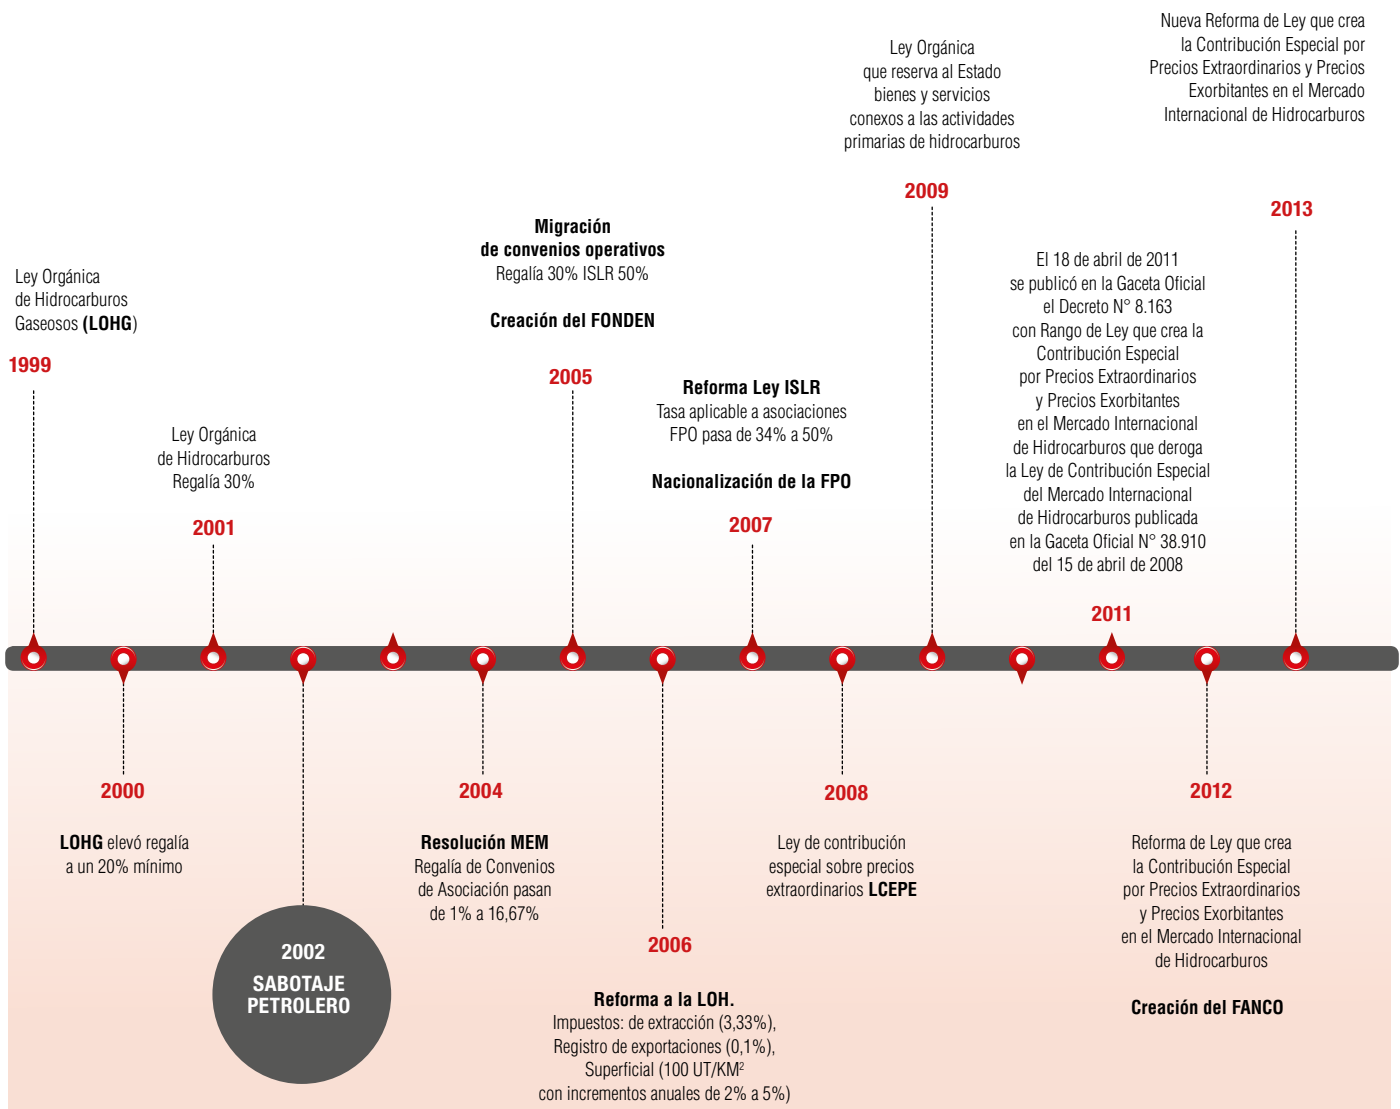 Ley Orgánica
de Hidrocarburos
Gaseosos (LOHG)
1999
LOHG elevó regalía
a un 20% mínimo
2000
Ley Orgánica
de Hidrocarburos
Regalía 30%
2001
2002
SABOTAJE
PETROLERO
2004
Resolución MEM
Regalía de Convenios
de Asociación pasan
de 1% a 16,67%
Migración
de convenios operativos
Regalía 30% ISLR 50%
Creación del FONDEN
2005
2006
Reforma a la LOH.
Impuestos: de extracción (3,33%),
Registro de exportaciones (0,1%),
Superficial (100 UT/KM²
con incrementos anuales de 2% a 5%)
Reforma Ley ISLR
Tasa aplicable a asociaciones
FPO pasa de 34% a 50%
Nacionalización de la FPO
2007
2008
Ley de contribución
especial sobre precios
extraordinarios LCEPE
Ley Orgánica
que reserva al Estado
bienes y servicios
conexos a las actividades
primarias de hidrocarburos
2009
El 18 de abril de 2011
se publicó en la Gaceta Oficial
el Decreto N° 8.163
con Rango de Ley que crea la
Contribución Especial
por Precios Extraordinarios
y Precios Exorbitantes
en el Mercado Internacional
de Hidrocarburos que deroga
la Ley de Contribución Especial
del Mercado Internacional
de Hidrocarburos publicada
en la Gaceta Oficial N° 38.910
del 15 de abril de 2008
2011
2012
Reforma de Ley que crea
la Contribución Especial
por Precios Extraordinarios
y Precios Exorbitantes
en el Mercado Internacional
de Hidrocarburos
Creación del FANCO
Nueva Reforma de Ley que crea
la Contribución Especial por
Precios Extraordinarios y Precios
Exorbitantes en el Mercado
Internacional de Hidrocarburos
2013